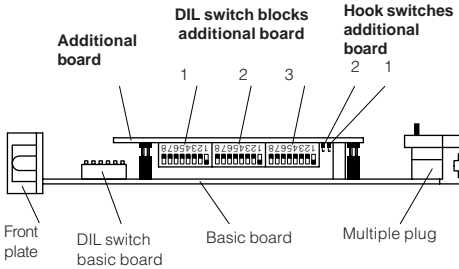 DIL switch blocks
additional board
Hook switches
additional
board
Additional
board
1 2 3 2 1
12345678 12345678 12345678
Front
plate
DIL switch
basic board
Basic board
Multiple plug